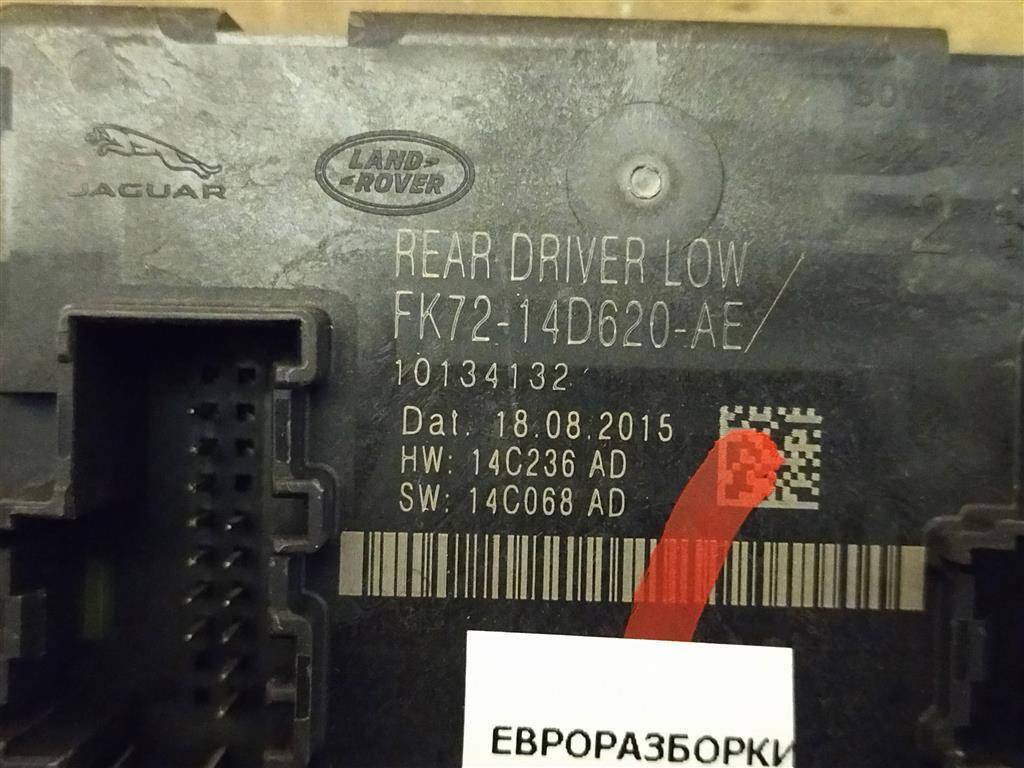 JAGUAR
LAND-
-ROVER
REAR DRIVER LOW
FK72-14D620-AE/
10134132
Dat. 18.08.2015
HW: 14C236 AD
SW: 14C068 AD
2
ЕВРОРАЗБОРКИ